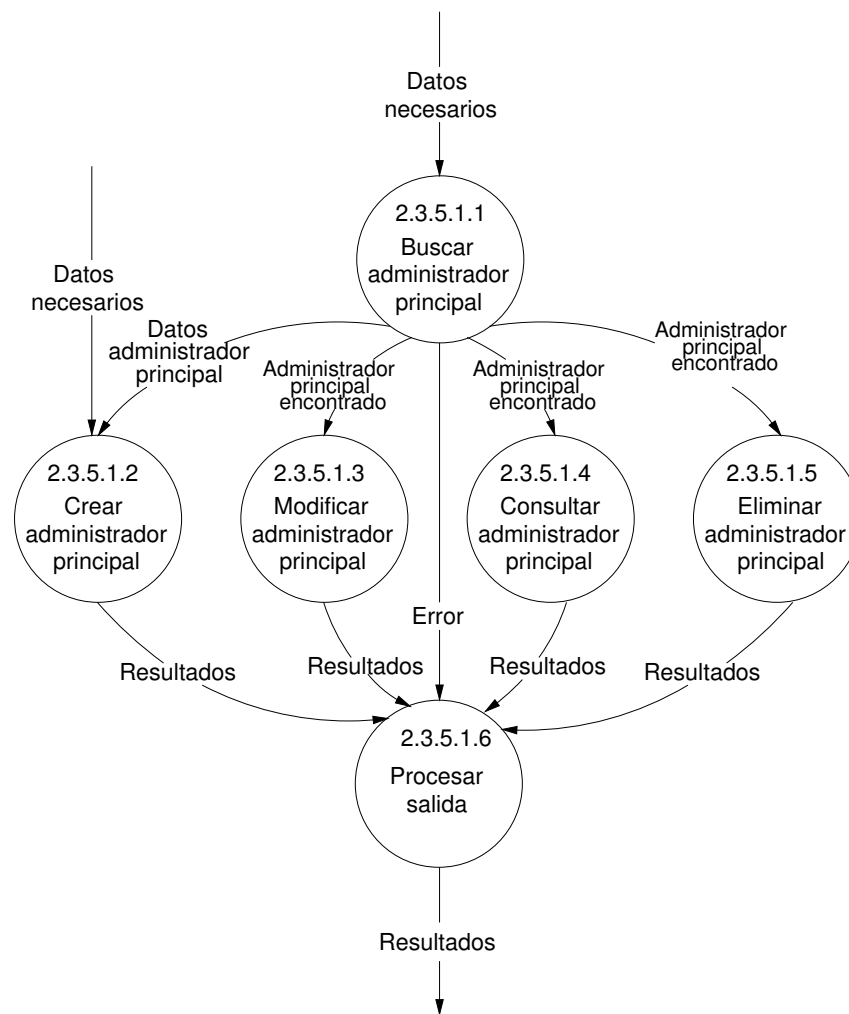 Datos
necesarios
2.3.5.1.1
Buscar
administrador
principal
Datos
necesarios
Datos
administrador
principal
Administrador
principal
encontrado
Administrador
principal
encontrado
Administrador
principal
encontrado
2.3.5.1.2
Crear
administrador
principal
2.3.5.1.3
Modificar
administrador
principal
2.3.5.1.4
Consultar
administrador
principal
2.3.5.1.5
Eliminar
administrador
principal
Error
Resultados
Resultados
Resultados
Resultados
2.3.5.1.6
Procesar
salida
Resultados